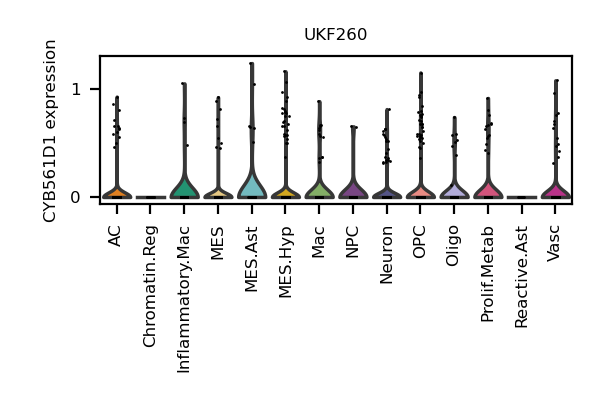 UKF260
CYB561D1 expression
1
0
AC
Chromatin.Reg
Inflammatory.Mac
MES
MES.Ast
MES.Hyp
Mac
NPC
Neuron
OPC
Oligo
Prolif.Metab
Reactive.Ast
Vasc